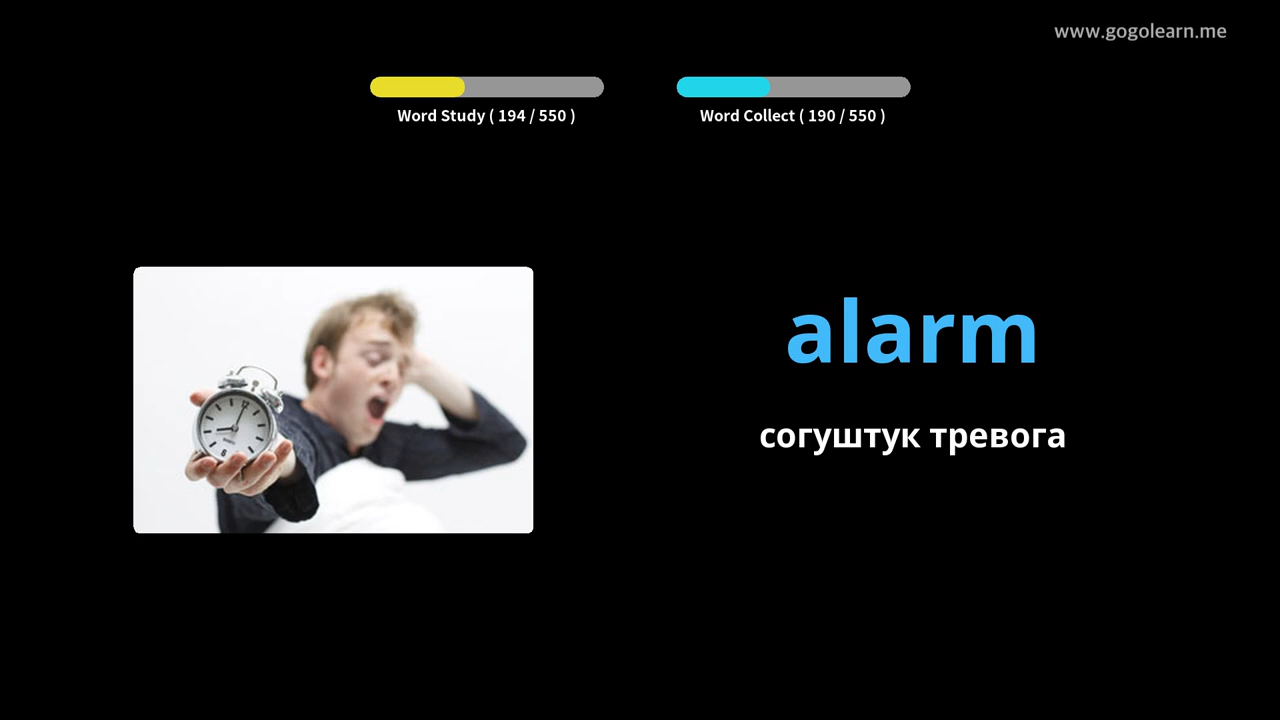 www.gogolearn.me
Word Study ( 194 / 550 )
Word Collect ( 190 / 550 )
alarm
согуштук тревога